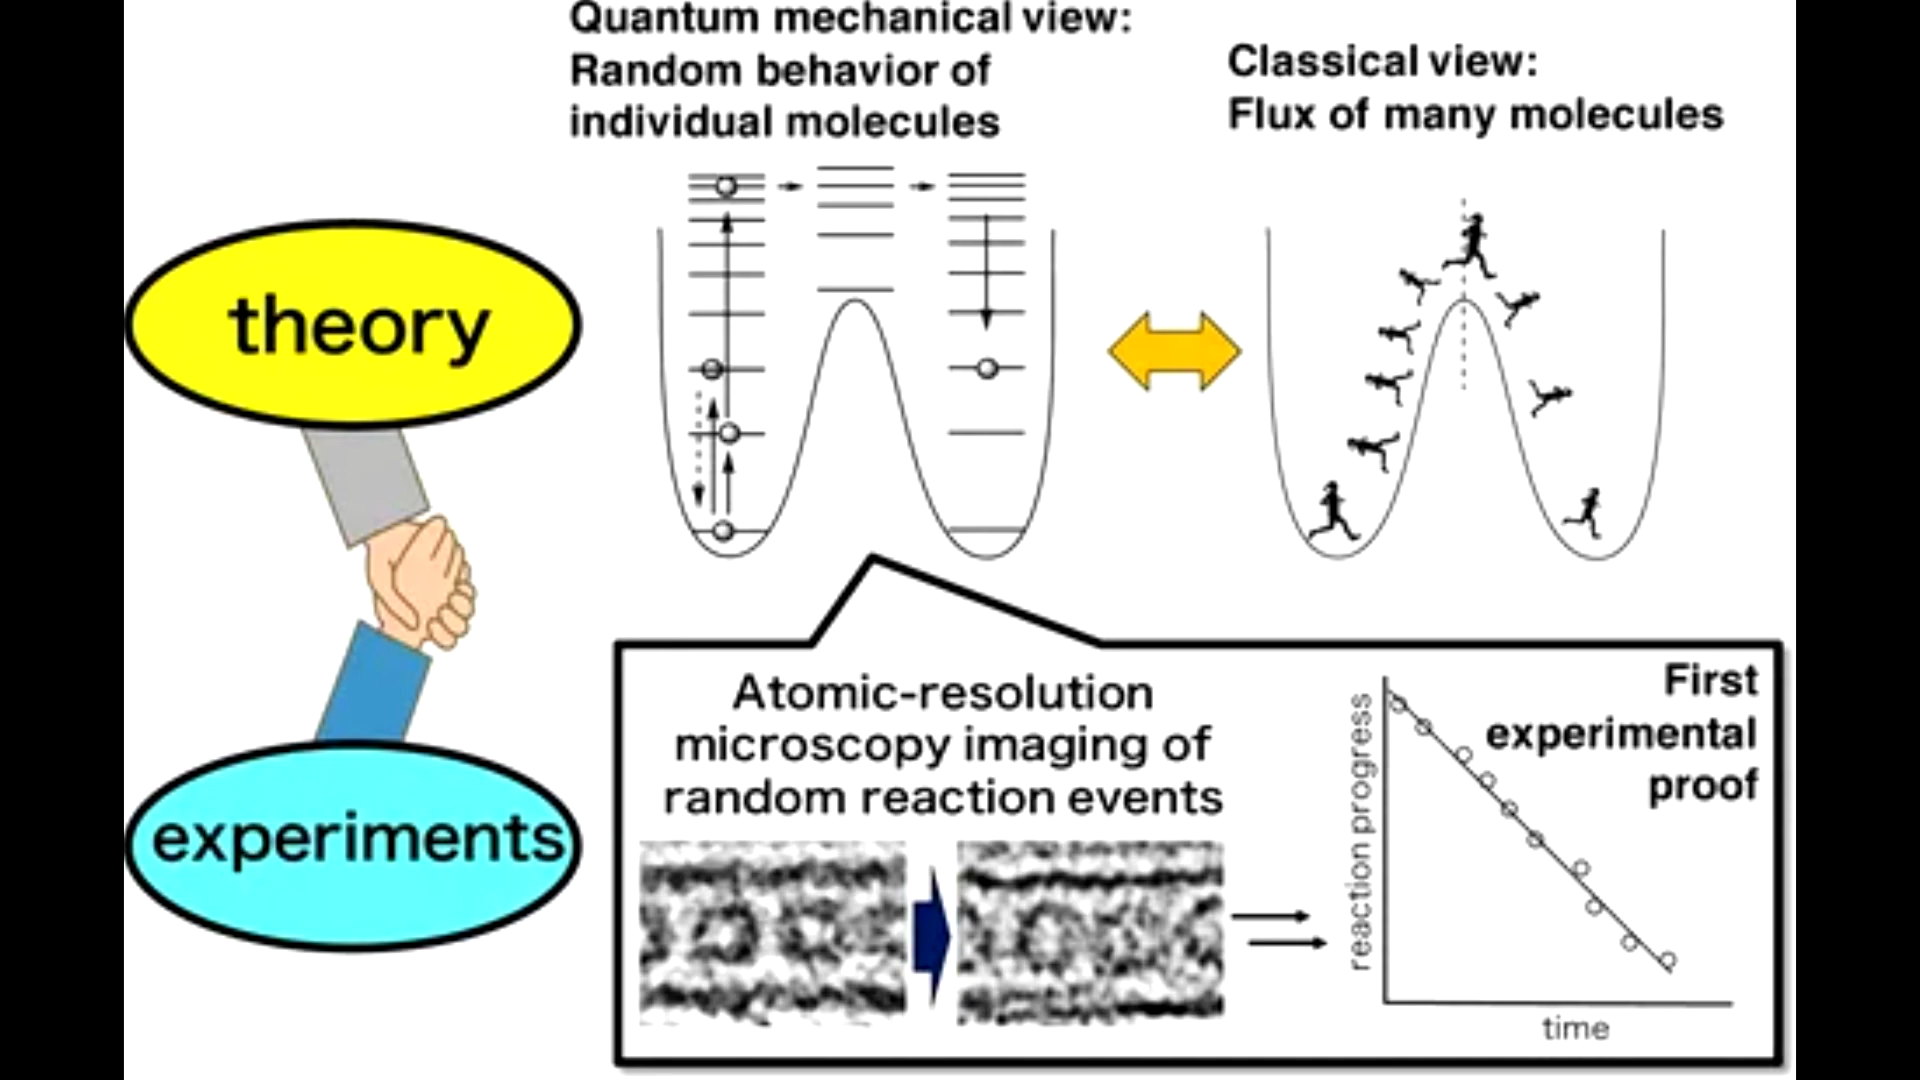 Quantum mechanical view:
Random behavior of
individual molecules
Classical view:
Flux of many molecules
theory
experiments
Atomic-resolution
microscopy imaging of
random reaction events
First
experimental
proof
reaction progress
time